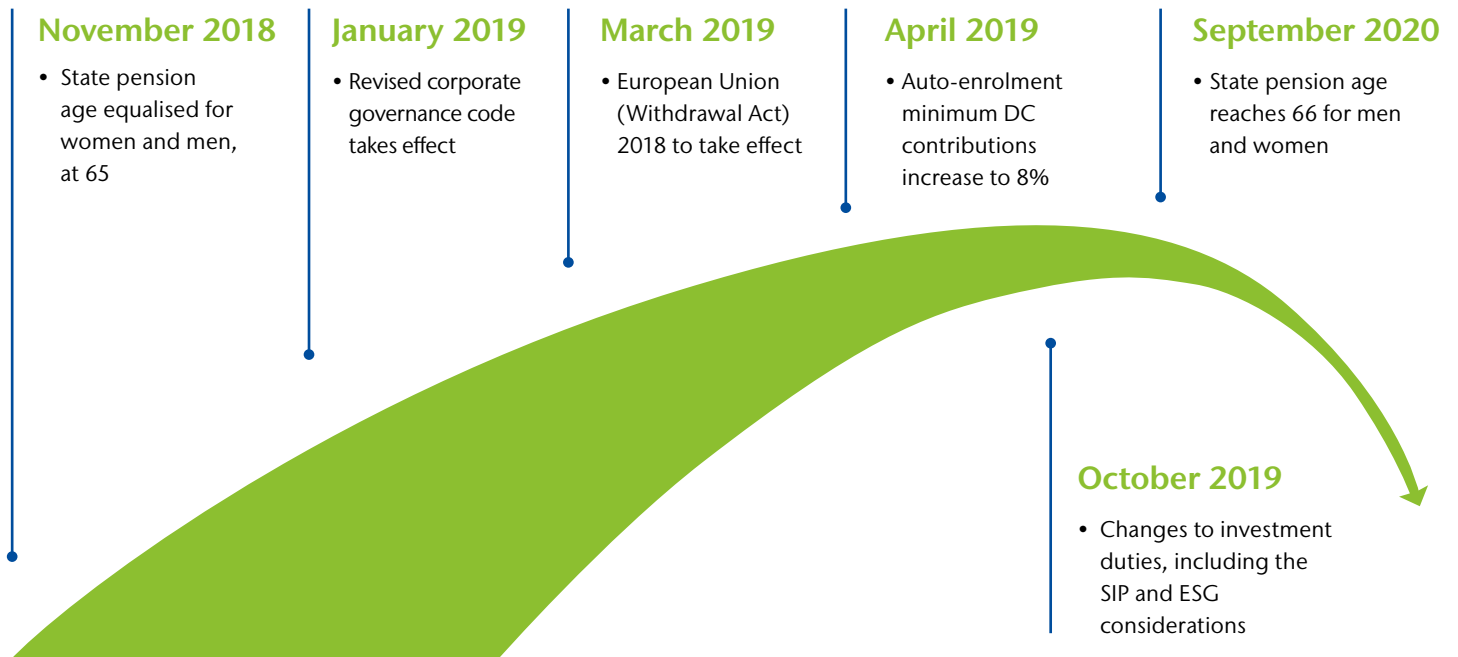 November 2018
• State pension
age equalised for
women and men,
at 65
January 2019
• Revised corporate
governance code
takes effect
March 2019
• European Union
(Withdrawal Act)
2018 to take effect
April 2019
• Auto-enrolment
minimum DC
contributions
increase to 8%
September 2020
• State pension age
reaches 66 for men
and women
October 2019
• Changes to investment
duties, including the
SIP and ESG
considerations